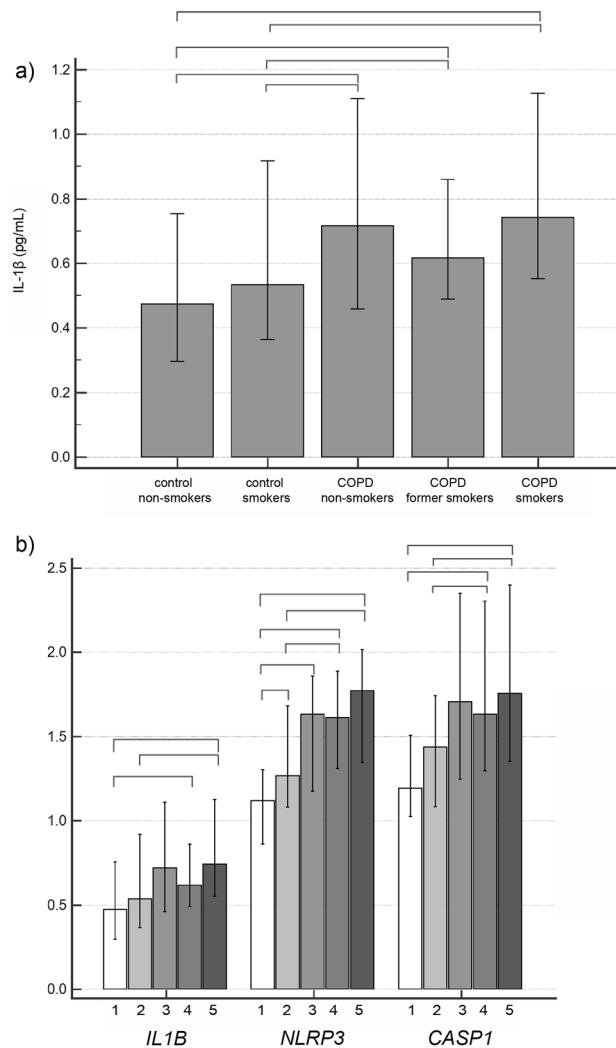 a)
1.2
1.0
0.8
0.6
0.4
0.2
0.0
IL-1β (pg/mL)
control non-smokers
control smokers
COPD non-smokers
COPD former smokers
COPD smokers
b)
2.5
2.0
1.5
1.0
0.5
0.0
1 2 3 4 5 1 2 3 4 5 1 2 3 4 5
IL1B NLRP3 CASP1